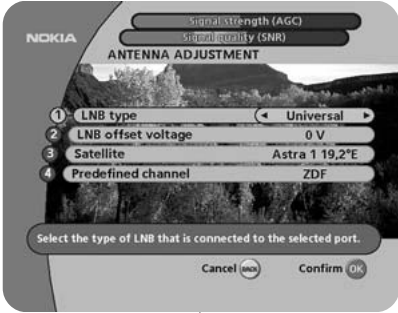 Signal strength (AGC)
NOKIA
Signal quality (SNR)
ANTENNA ADJUSTMENT
1 LNB type Universal
2 LNB offset voltage 0 V
3 Satellite Astra 1 19,2°E
4 Predefined channel ZDF
Select the type of LNB that is connected to the selected port.
Cancel BACK Confirm OK